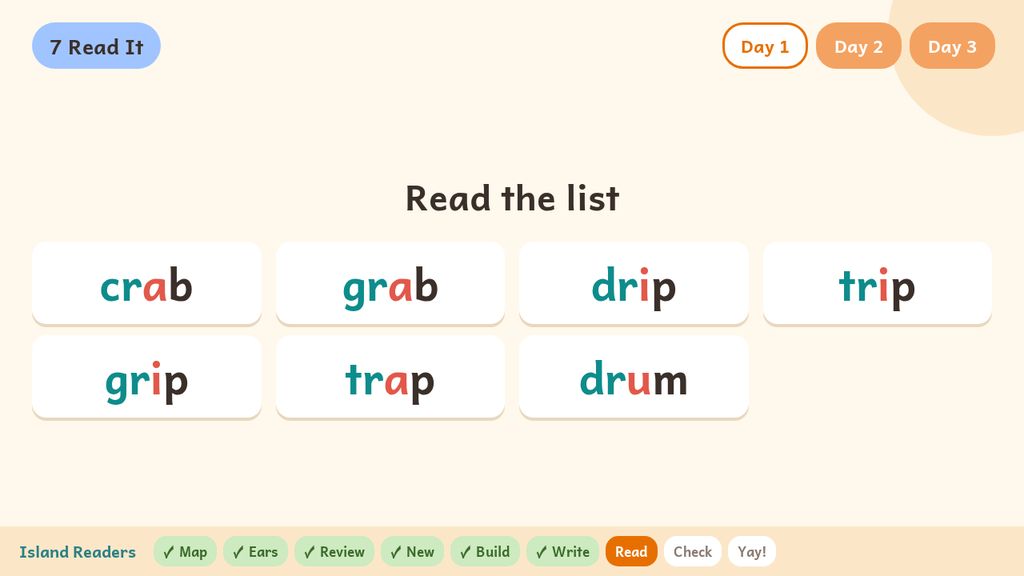 7 Read It
Day 1 Day 2 Day 3
Read the list
crab grab drip trip
grip trap drum
Island Readers ✓ Map ✓ Ears ✓ Review ✓ New ✓ Build ✓ Write Read Check Yay!